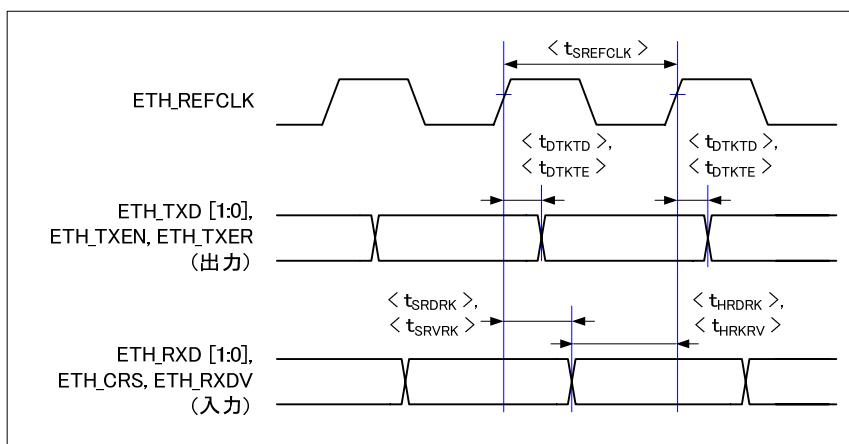 < tSREFCLK >
ETH_REFCLK
< tDTKTD >,
< tDTKTE >
< tDTKTD >,
< tDTKTE >
ETH_TXD [1:0],
ETH_TXEN, ETH_TXER
(出力)
< tSRDRK >,
< tSRVRK >
< tHRDRK >,
< tHRKRV >
ETH_RXD [1:0],
ETH_CRS, ETH_RXDV
(入力)